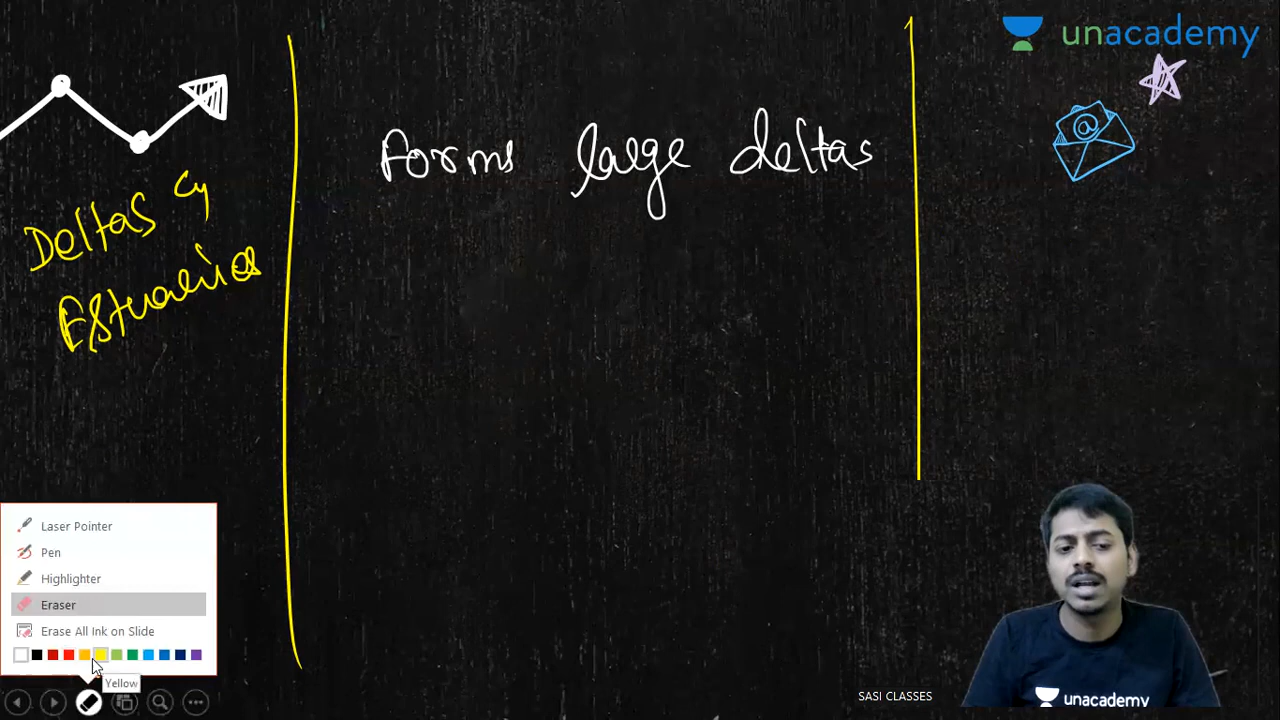 unacademy
@
Forms large deltas
Deltas &
Estuaries
Laser Pointer
Pen
Highlighter
Eraser
Erase All Ink on Slide
Yellow
SASI CLASSES
unacademy